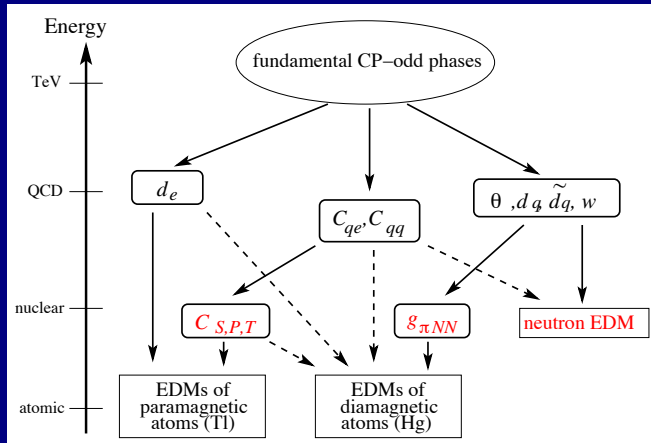 Energy
fundamental CP–odd phases
TeV
QCD
d_e
θ , d_q, d̃_q, w
C_qe, C_qq
nuclear
C_S,P,T
g_πNN
neutron EDM
EDMs of
paramagnetic
atoms (Tl)
EDMs of
diamagnetic
atoms (Hg)
atomic